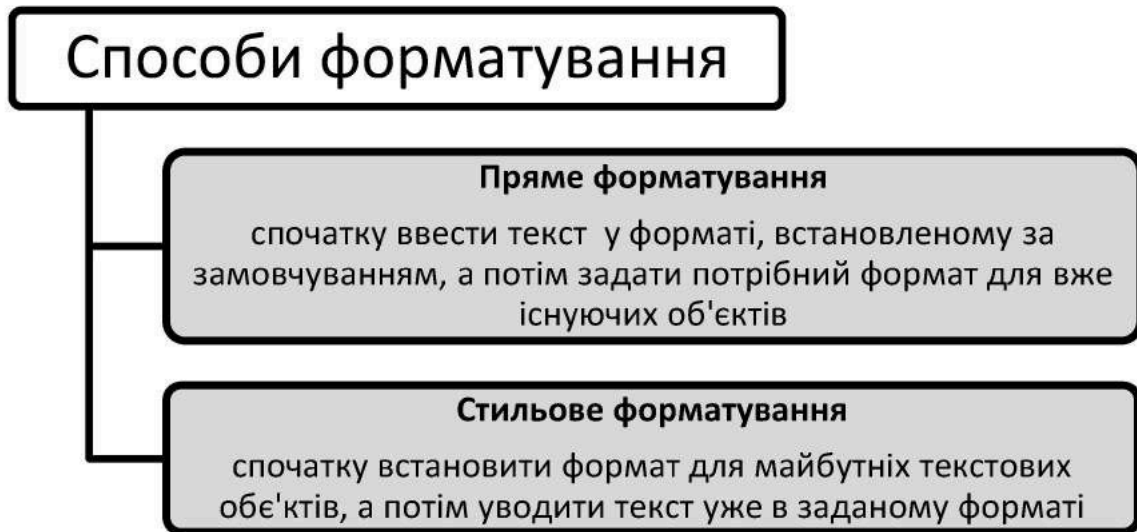 Способи форматування
Пряме форматування
спочатку ввести текст у форматі, встановленому за
замовчуванням, а потім задати потрібний формат для вже
існуючих об'єктів
Стильове форматування
спочатку встановити формат для майбутніх текстових
обє'ктів, а потім уводити текст уже в заданому форматі